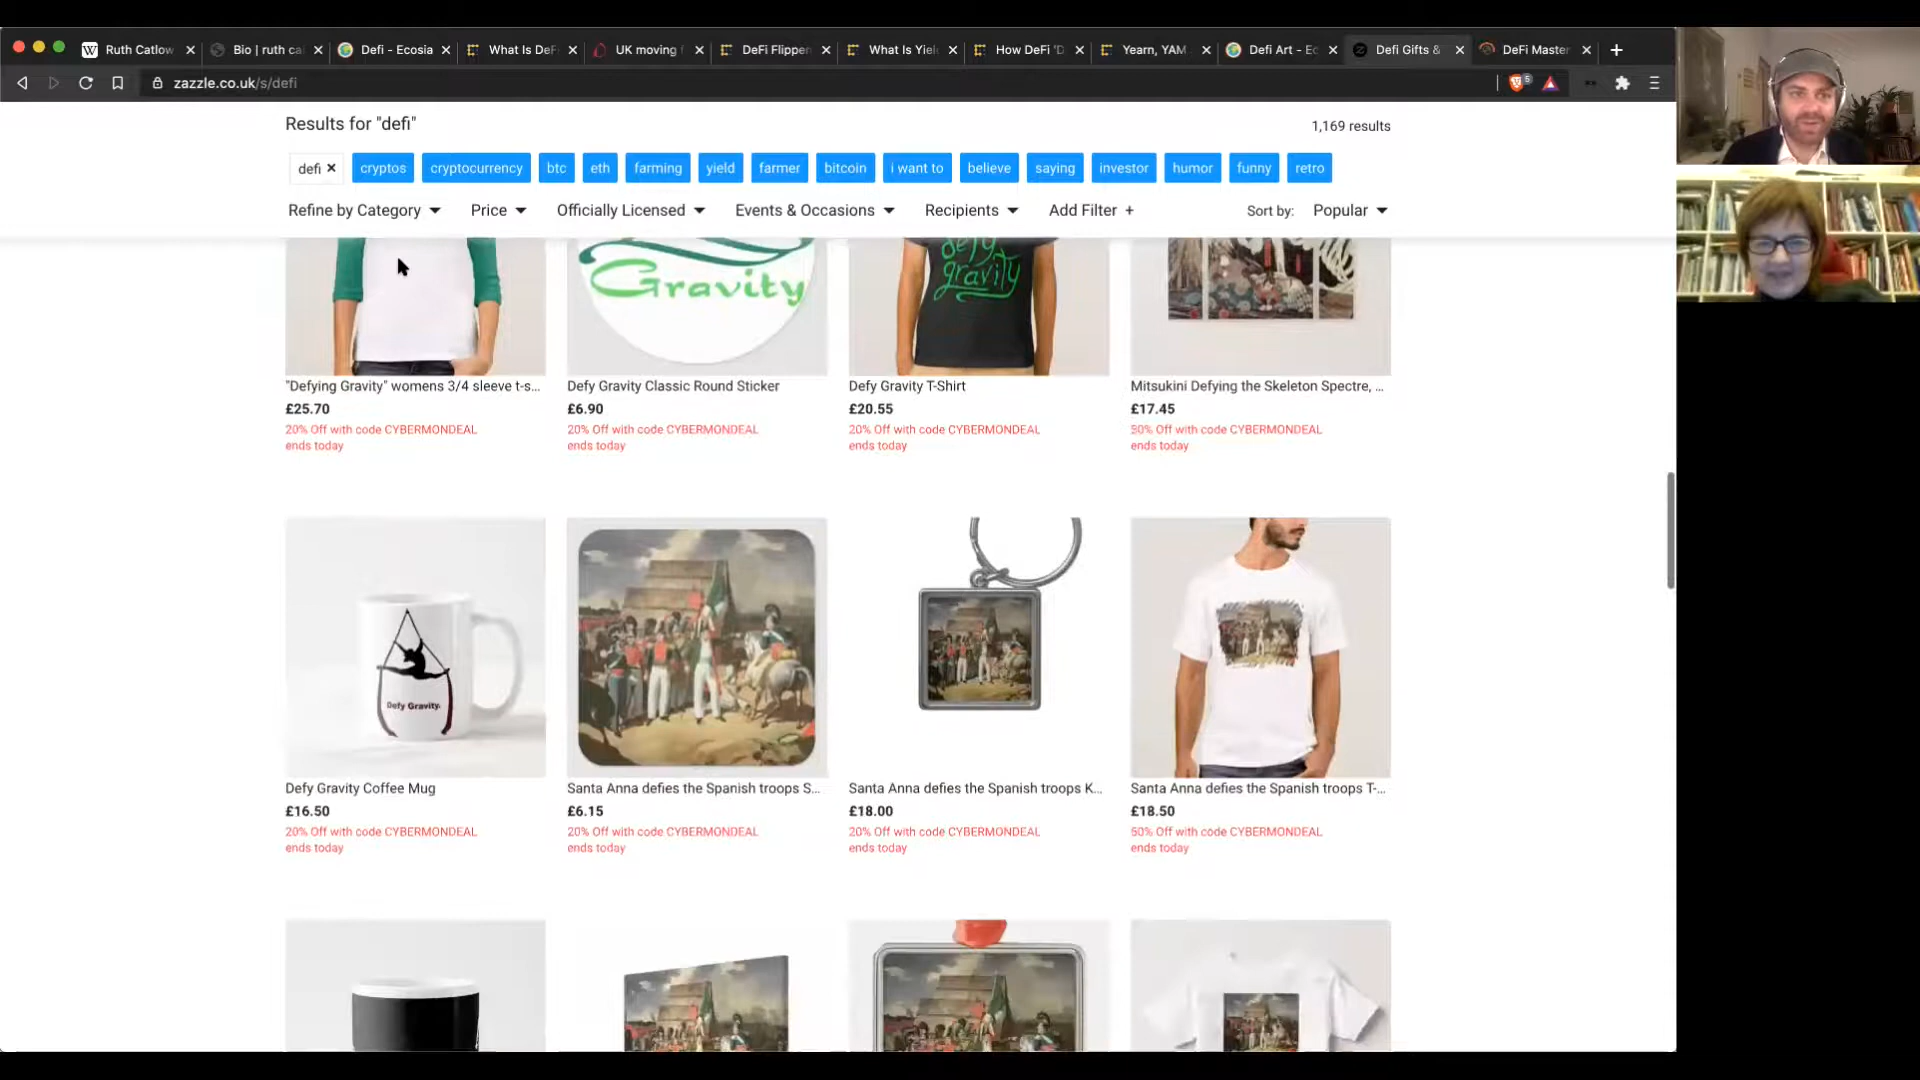 Ruth Catlow
Bio | ruth ca
Defi - Ecosia
What Is DeF
UK moving
DeFi Flipper
What Is Yiel
How DeFi 'D
Yearn, YAM
Defi Art - Ec
Defi Gifts &
DeFi Master
zazzle.co.uk/s/defi
5
Results for "defi"
1,169 results
defi
cryptos
cryptocurrency
btc
eth
farming
yield
farmer
bitcoin
i want to
believe
saying
investor
humor
funny
retro
Refine by Category
Price
Officially Licensed
Events & Occasions
Recipients
Add Filter +
Sort by: Popular
Gravity
defy
gravity
"Defying Gravity" womens 3/4 sleeve t-s...
£25.70
20% Off with code CYBERMONDEAL
ends today
Defy Gravity Classic Round Sticker
£6.90
20% Off with code CYBERMONDEAL
ends today
Defy Gravity T-Shirt
£20.55
20% Off with code CYBERMONDEAL
ends today
Mitsukini Defying the Skeleton Spectre, ...
£17.45
50% Off with code CYBERMONDEAL
ends today
Defy Gravity.
Defy Gravity Coffee Mug
£16.50
20% Off with code CYBERMONDEAL
ends today
Santa Anna defies the Spanish troops S...
£6.15
20% Off with code CYBERMONDEAL
ends today
Santa Anna defies the Spanish troops K...
£18.00
20% Off with code CYBERMONDEAL
ends today
Santa Anna defies the Spanish troops T-...
£18.50
50% Off with code CYBERMONDEAL
ends today